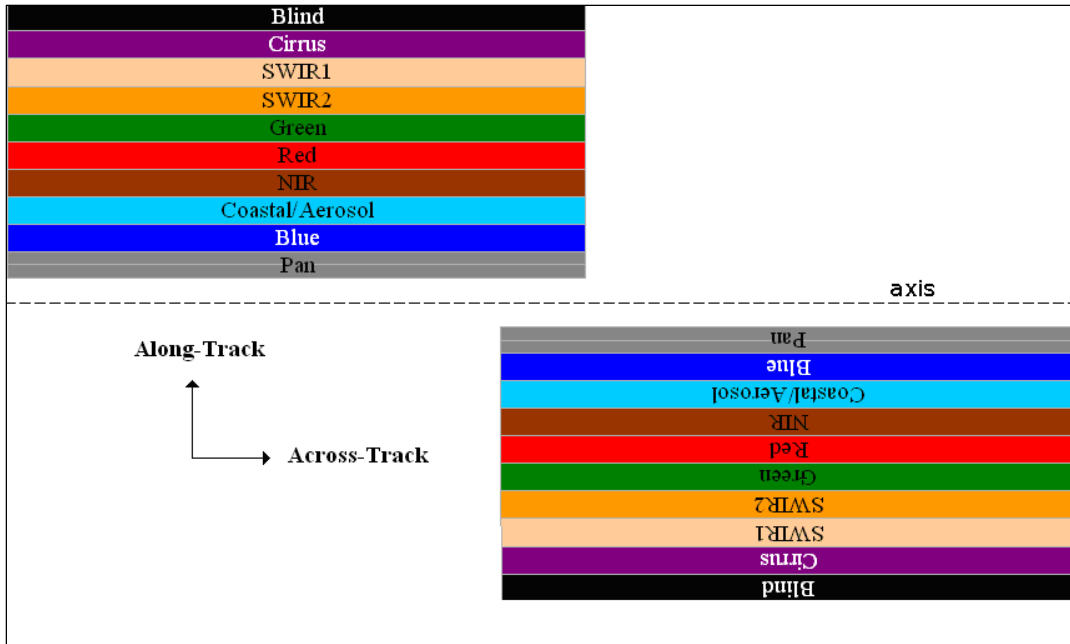 Blind
Cirrus
SWIR1
SWIR2
Green
Red
NIR
Coastal/Aerosol
Blue
Pan
axis
Along-Track
Across-Track
Pan
Blue
Coastal/Aerosol
NIR
Red
Green
SWIR2
SWIR1
Cirrus
Blind